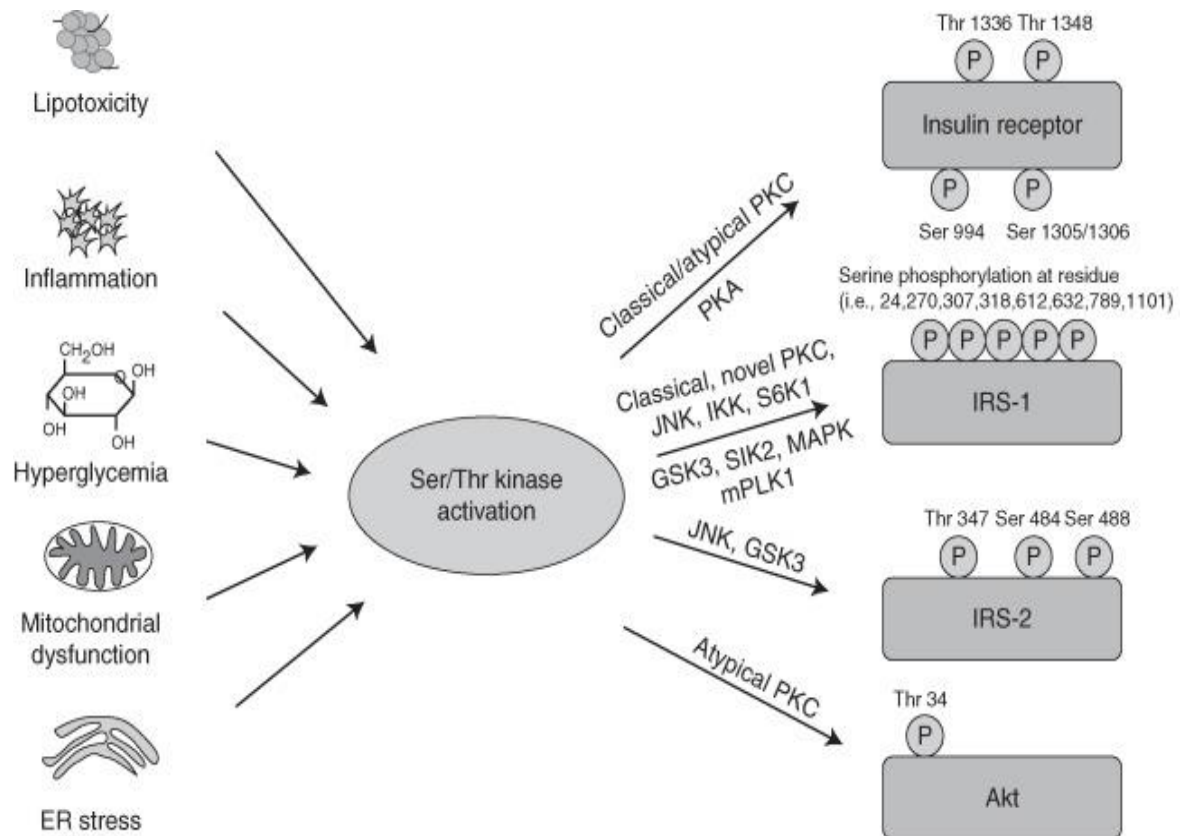 Lipotoxicity
Inflammation
CH2OH
O
OH
OH
OH
OH
Hyperglycemia
Mitochondrial
dysfunction
ER stress
Ser/Thr kinase
activation
Classical/atypical PKC
PKA
Classical, novel PKC,
JNK, IKK, S6K1
GSK3, SIK2, MAPK
mPLK1
JNK, GSK3
Atypical PKC
Thr 1336 Thr 1348
P P
Insulin receptor
P P
Ser 994 Ser 1305/1306
Serine phosphorylation at residue
(i.e., 24,270,307,318,612,632,789,1101)
P P P P P
IRS-1
Thr 347 Ser 484 Ser 488
P P P
IRS-2
Thr 34
P
Akt